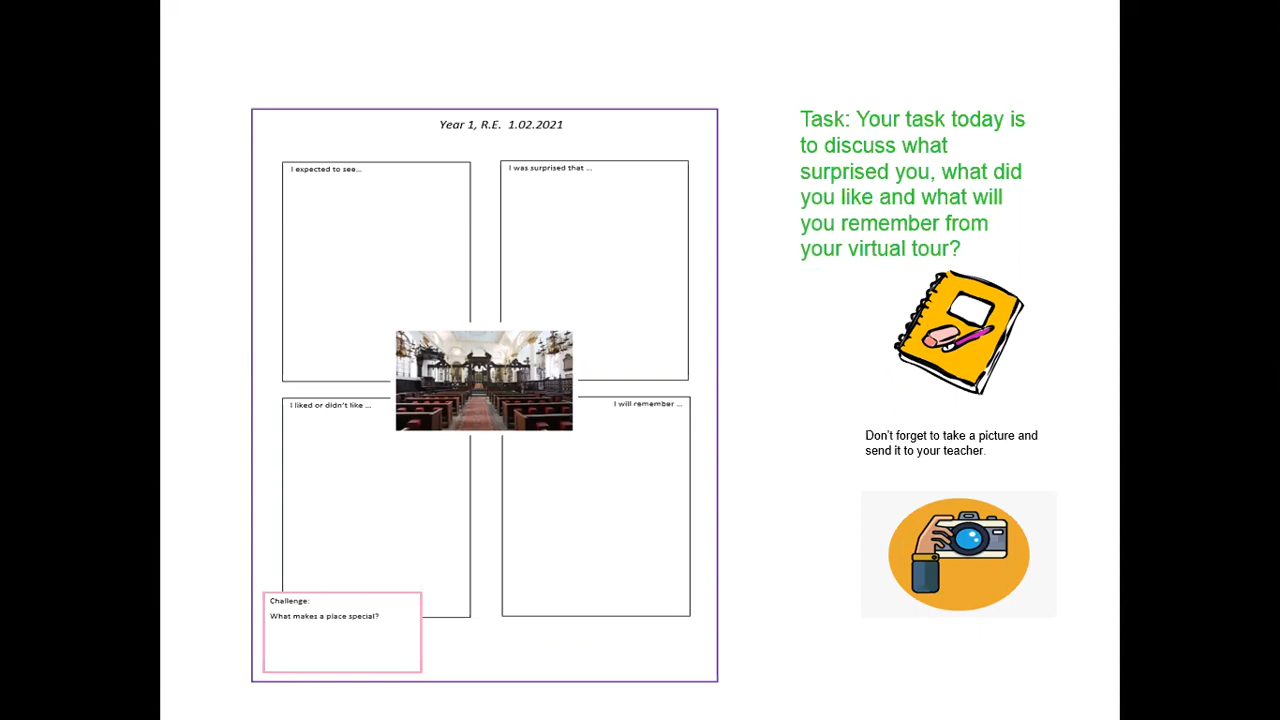 Year 1, R.E.  1.02.2021
I expected to see...
I was surprised that ...
I liked or didn't like ...
I will remember ...
Challenge:
What makes a place special?
Task: Your task today is
to discuss what
surprised you, what did
you like and what will
you remember from
your virtual tour?
Don't forget to take a picture and
send it to your teacher.